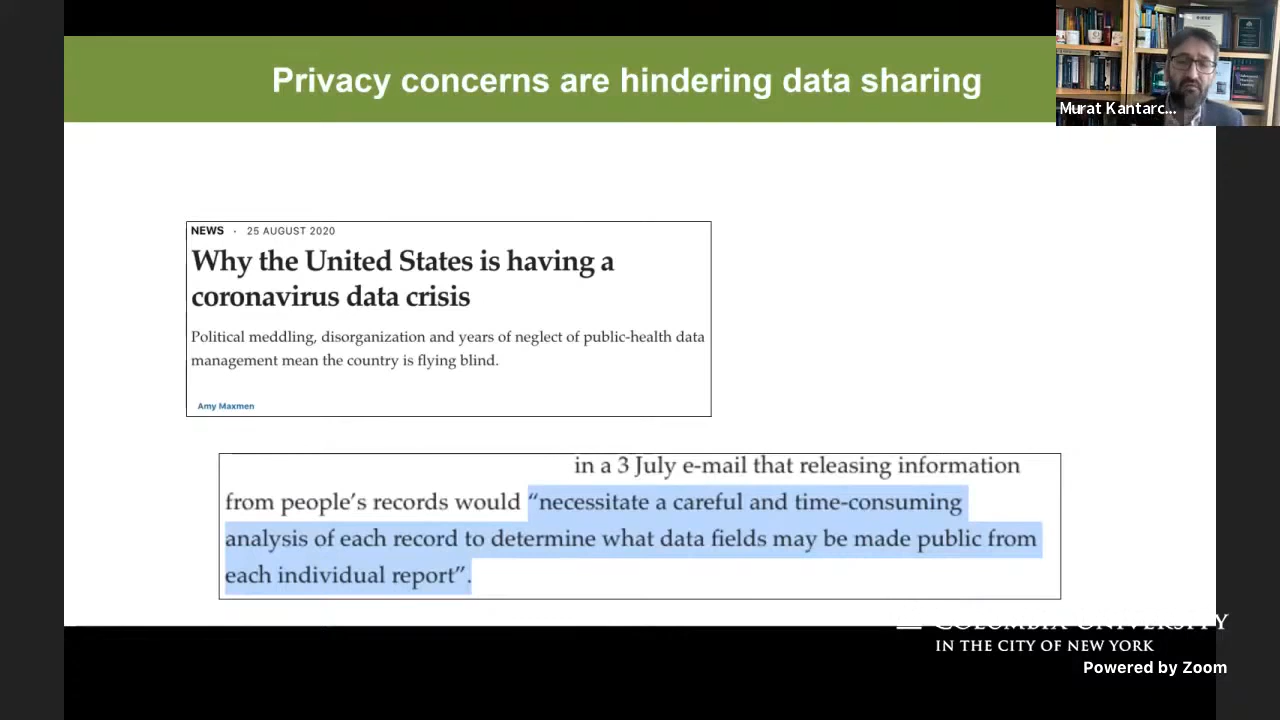 Privacy concerns are hindering data sharing
Murat Kantarc...
NEWS · 25 AUGUST 2020
Why the United States is having a
coronavirus data crisis
Political meddling, disorganization and years of neglect of public-health data
management mean the country is flying blind.
Amy Maxmen
in a 3 July e-mail that releasing information
from people's records would “necessitate a careful and time-consuming
analysis of each record to determine what data fields may be made public from
each individual report”.
COLUMBIA UNIVERSITY
IN THE CITY OF NEW YORK
Powered by Zoom